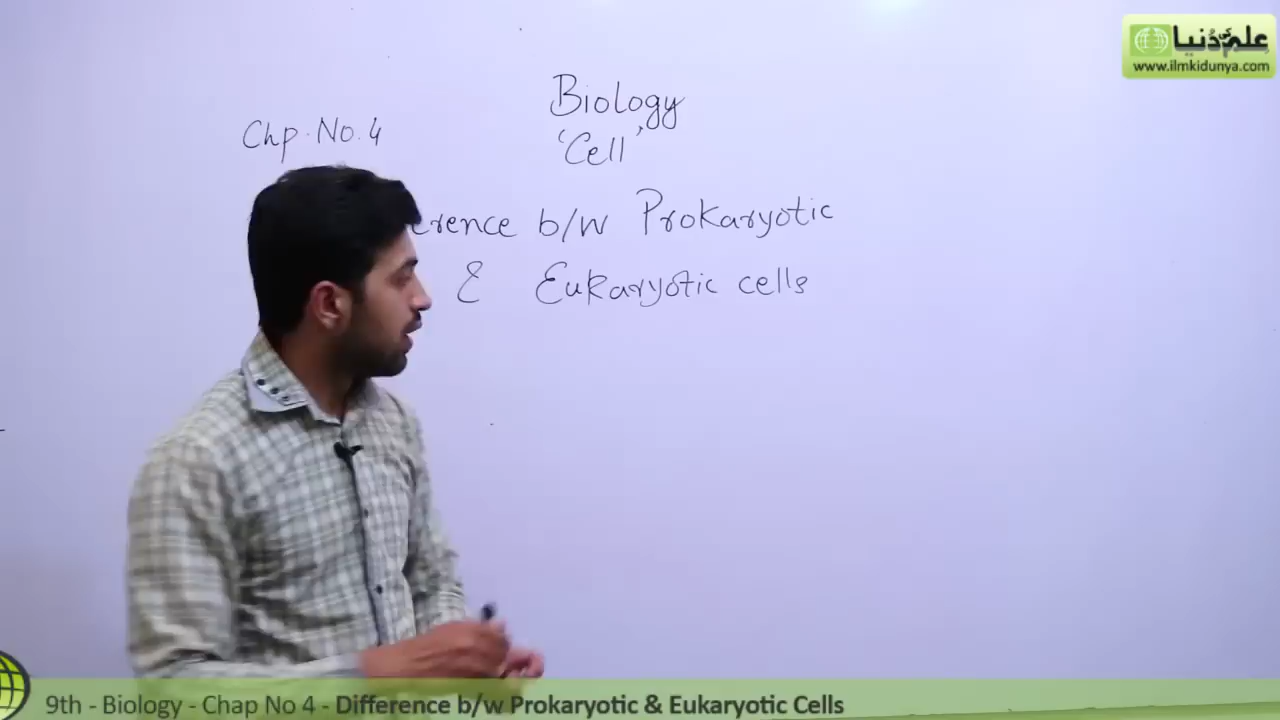 علم کی دُنیا
www.ilmkidunya.com
Biology
Chp. No. 4
'Cell'
erence b/w Prokaryotic
& Eukaryotic cells
9th - Biology - Chap No 4 - Difference b/w Prokaryotic & Eukaryotic Cells